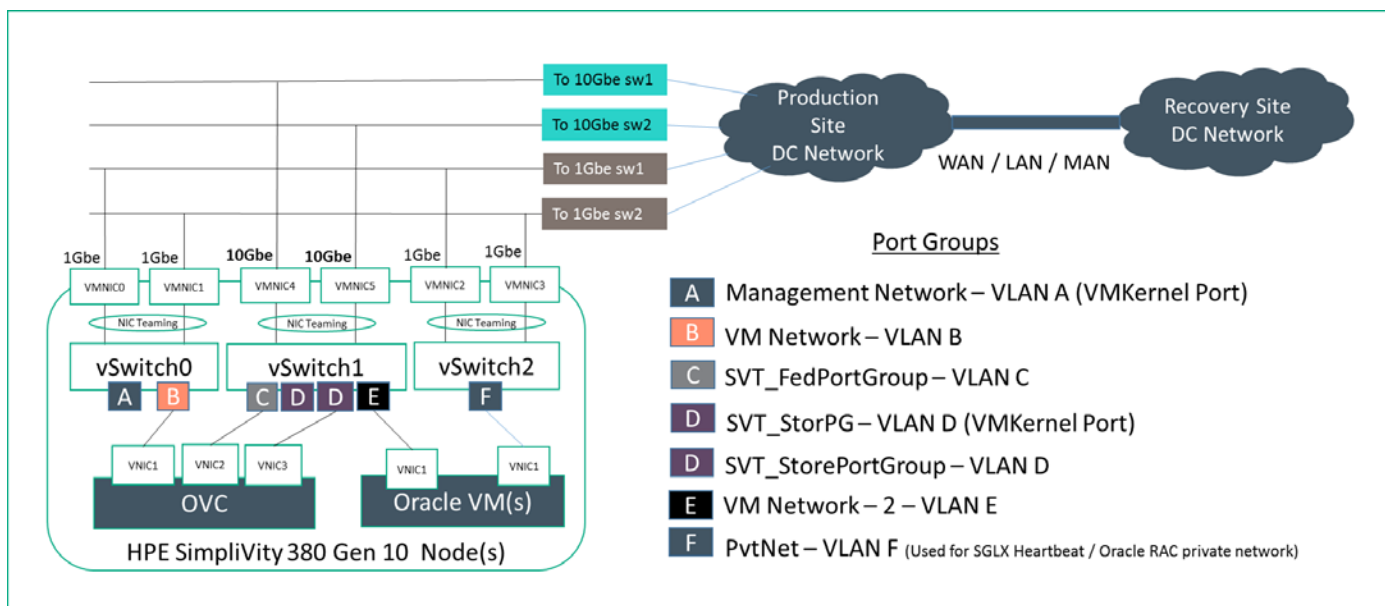 To 10Gbe sw1
To 10Gbe sw2
To 1Gbe sw1
To 1Gbe sw2
Production
Site
DC Network
WAN / LAN / MAN
Recovery Site
DC Network
1Gbe
1Gbe
10Gbe
10Gbe
1Gbe
1Gbe
VMNIC0
VMNIC1
VMNIC4
VMNIC5
VMNIC2
VMNIC3
NIC Teaming
NIC Teaming
NIC Teaming
vSwitch0
vSwitch1
vSwitch2
A
B
C
D
D
E
F
VNIC1
VNIC2
VNIC3
VNIC1
VNIC1
OVC
Oracle VM(s)
HPE SimpliVity 380 Gen 10 Node(s)
Port Groups
A Management Network – VLAN A (VMKernel Port)
B VM Network – VLAN B
C SVT_FedPortGroup – VLAN C
D SVT_StorPG – VLAN D (VMKernel Port)
D SVT_StorePortGroup – VLAN D
E VM Network – 2 – VLAN E
F PvtNet – VLAN F (Used for SGLX Heartbeat / Oracle RAC private network)